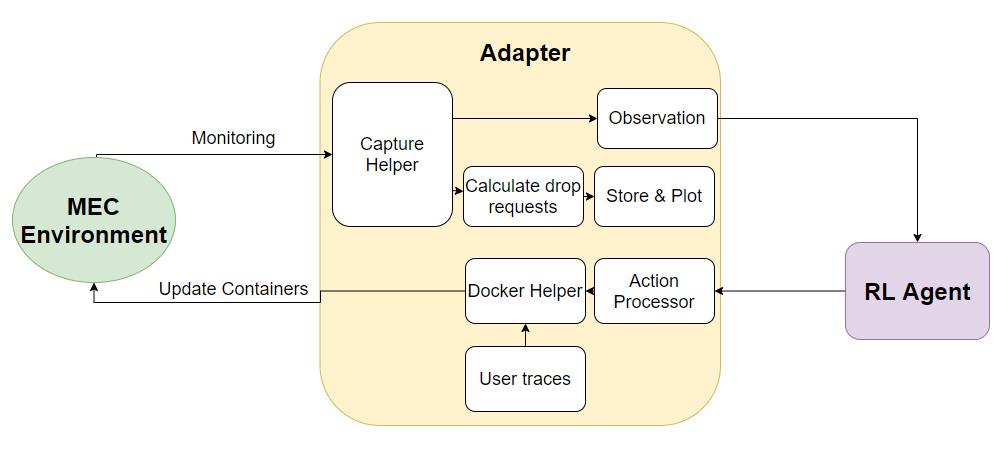 Adapter
Monitoring
Capture
Helper
Observation
Calculate drop
requests
Store & Plot
MEC
Environment
Update Containers
Docker Helper
Action
Processor
RL Agent
User traces